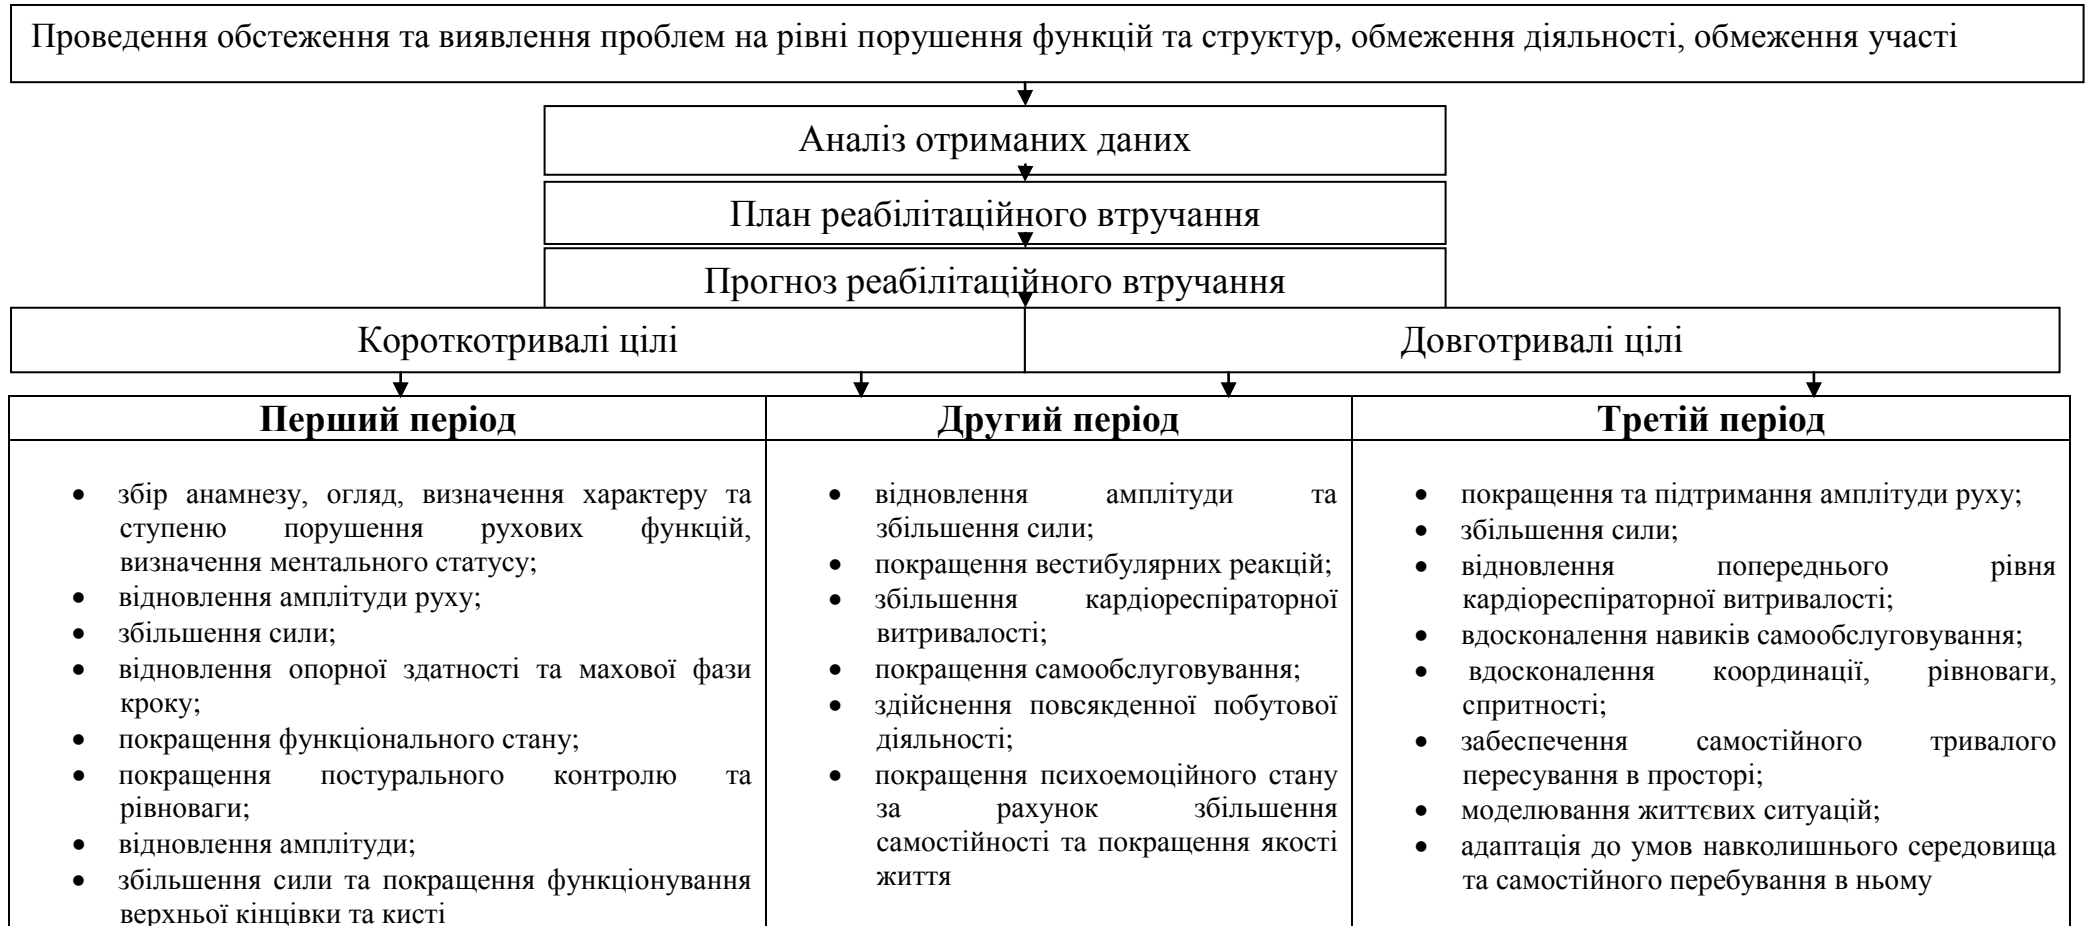 Проведення обстеження та виявлення проблем на рівні порушення функцій та структур, обмеження діяльності, обмеження участі
Аналіз отриманих даних
План реабілітаційного втручання
Прогноз реабілітаційного втручання
Короткотривалі цілі
Довготривалі цілі
Перший період
• збір анамнезу, огляд, визначення характеру та
ступеню порушення рухових функцій,
визначення ментального статусу;
• відновлення амплітуди руху;
• збільшення сили;
• відновлення опорної здатності та махової фази
кроку;
• покращення функціонального стану;
• покращення постурального контролю та
рівноваги;
• відновлення амплітуди;
• збільшення сили та покращення функціонування
верхньої кінцівки та кисті
Другий період
• відновлення амплітуди та
збільшення сили;
• покращення вестибулярних реакцій;
• збільшення кардіореспіраторної
витривалості;
• покращення самообслуговування;
• здійснення повсякденної побутової
діяльності;
• покращення психоемоційного стану
за рахунок збільшення
самостійності та покращення якості
життя
Третій період
• покращення та підтримання амплітуди руху;
• збільшення сили;
• відновлення попереднього рівня
кардіореспіраторної витривалості;
• вдосконалення навиків самообслуговування;
• вдосконалення координації, рівноваги,
спритності;
• забеспечення самостійного тривалого
пересування в просторі;
• моделювання життєвих ситуацій;
• адаптація до умов навколишнього середовища
та самостійного перебування в ньому